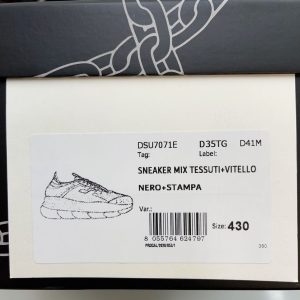 DSU7071E D35TG D41M
Tag: Label:
SNEAKER MIX TESSUTI+VITELLO
NERO+STAMPA
Var.:
Size: 430
8 055764 624797